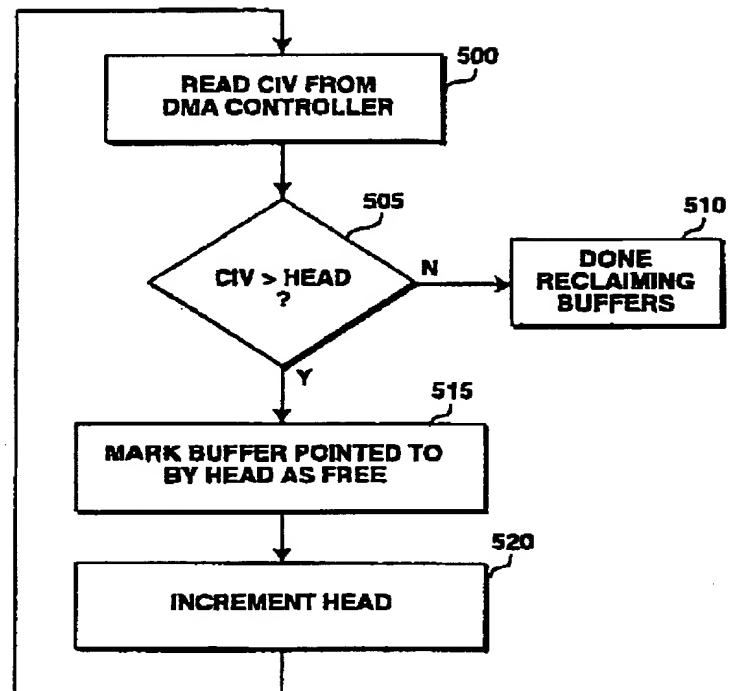 500
READ CIV FROM
DMA CONTROLLER
505
CIV > HEAD
?
N
Y
510
DONE
RECLAIMING
BUFFERS
515
MARK BUFFER POINTED TO
BY HEAD AS FREE
520
INCREMENT HEAD